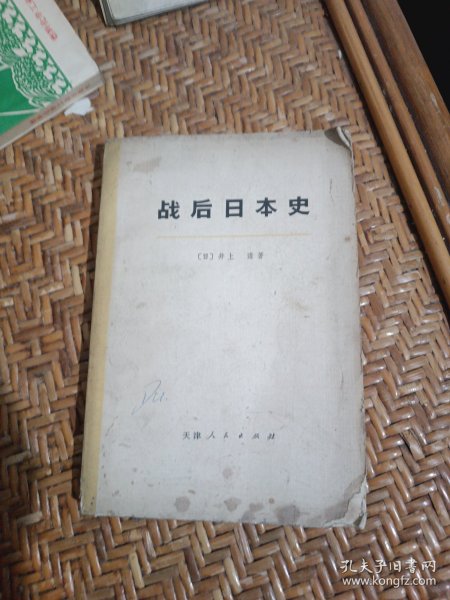 战后日本史
〔日〕井上 清著
天津人民出版社
孔夫子旧书网
www.kongfz.com